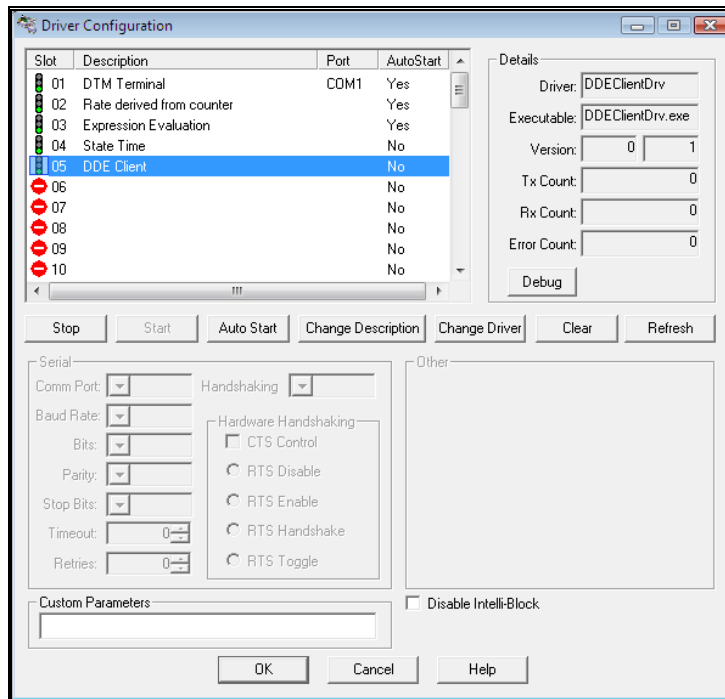 Driver Configuration
Slot Description Port AutoStart
01 DTM Terminal COM1 Yes
02 Rate derived from counter Yes
03 Expression Evaluation Yes
04 State Time No
05 DDE Client No
06 No
07 No
08 No
09 No
10 No
Details
Driver: DDEClientDrv
Executable: DDEClientDrv.exe
Version: 0 1
Tx Count: 0
Rx Count: 0
Error Count: 0
Debug
Stop Start Auto Start Change Description Change Driver Clear Refresh
Serial
Comm Port:
Baud Rate:
Bits:
Parity:
Stop Bits:
Timeout: 0
Retries: 0
Handshaking
Hardware Handshaking
CTS Control
RTS Disable
RTS Enable
RTS Handshake
RTS Toggle
Other
Custom Parameters
Disable Intelli-Block
OK Cancel Help